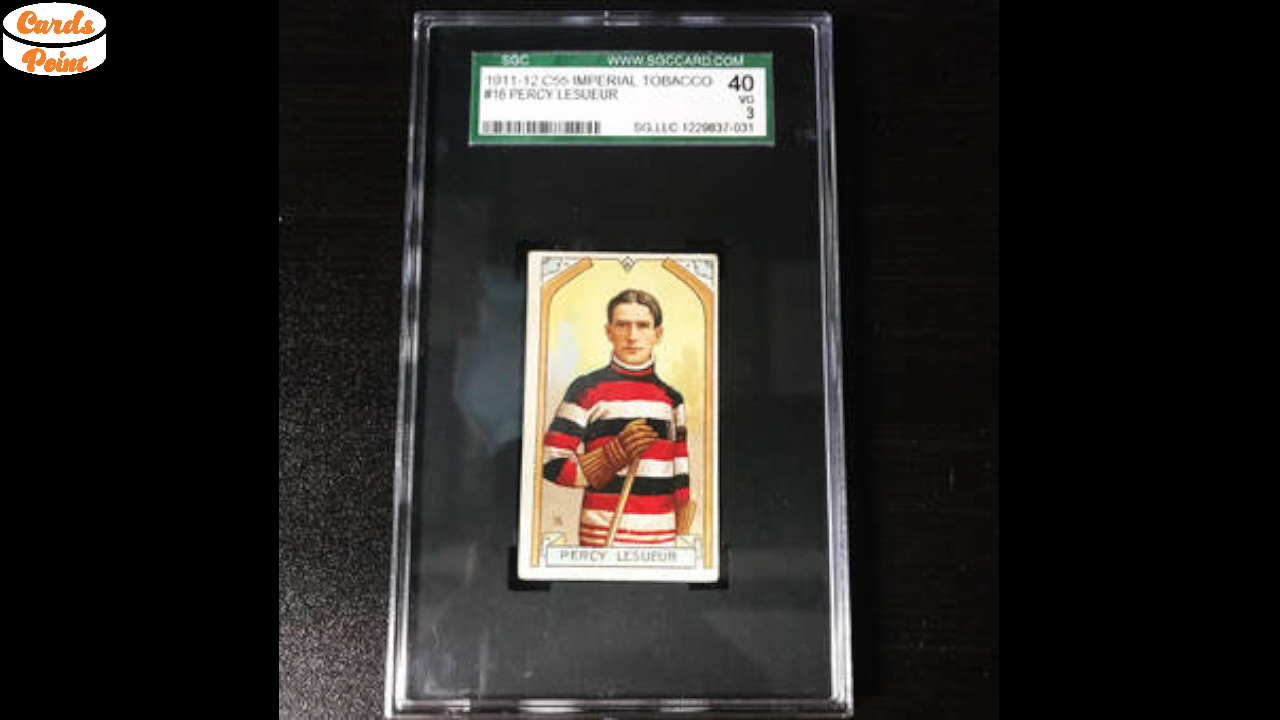 Cards
Point
SGC WWW.SGCCARD.COM
1911-12 C55 IMPERIAL TOBACCO 40
#16 PERCY LESUEUR VG
3
SG,LLC 1229837-031
PERCY LESUEUR